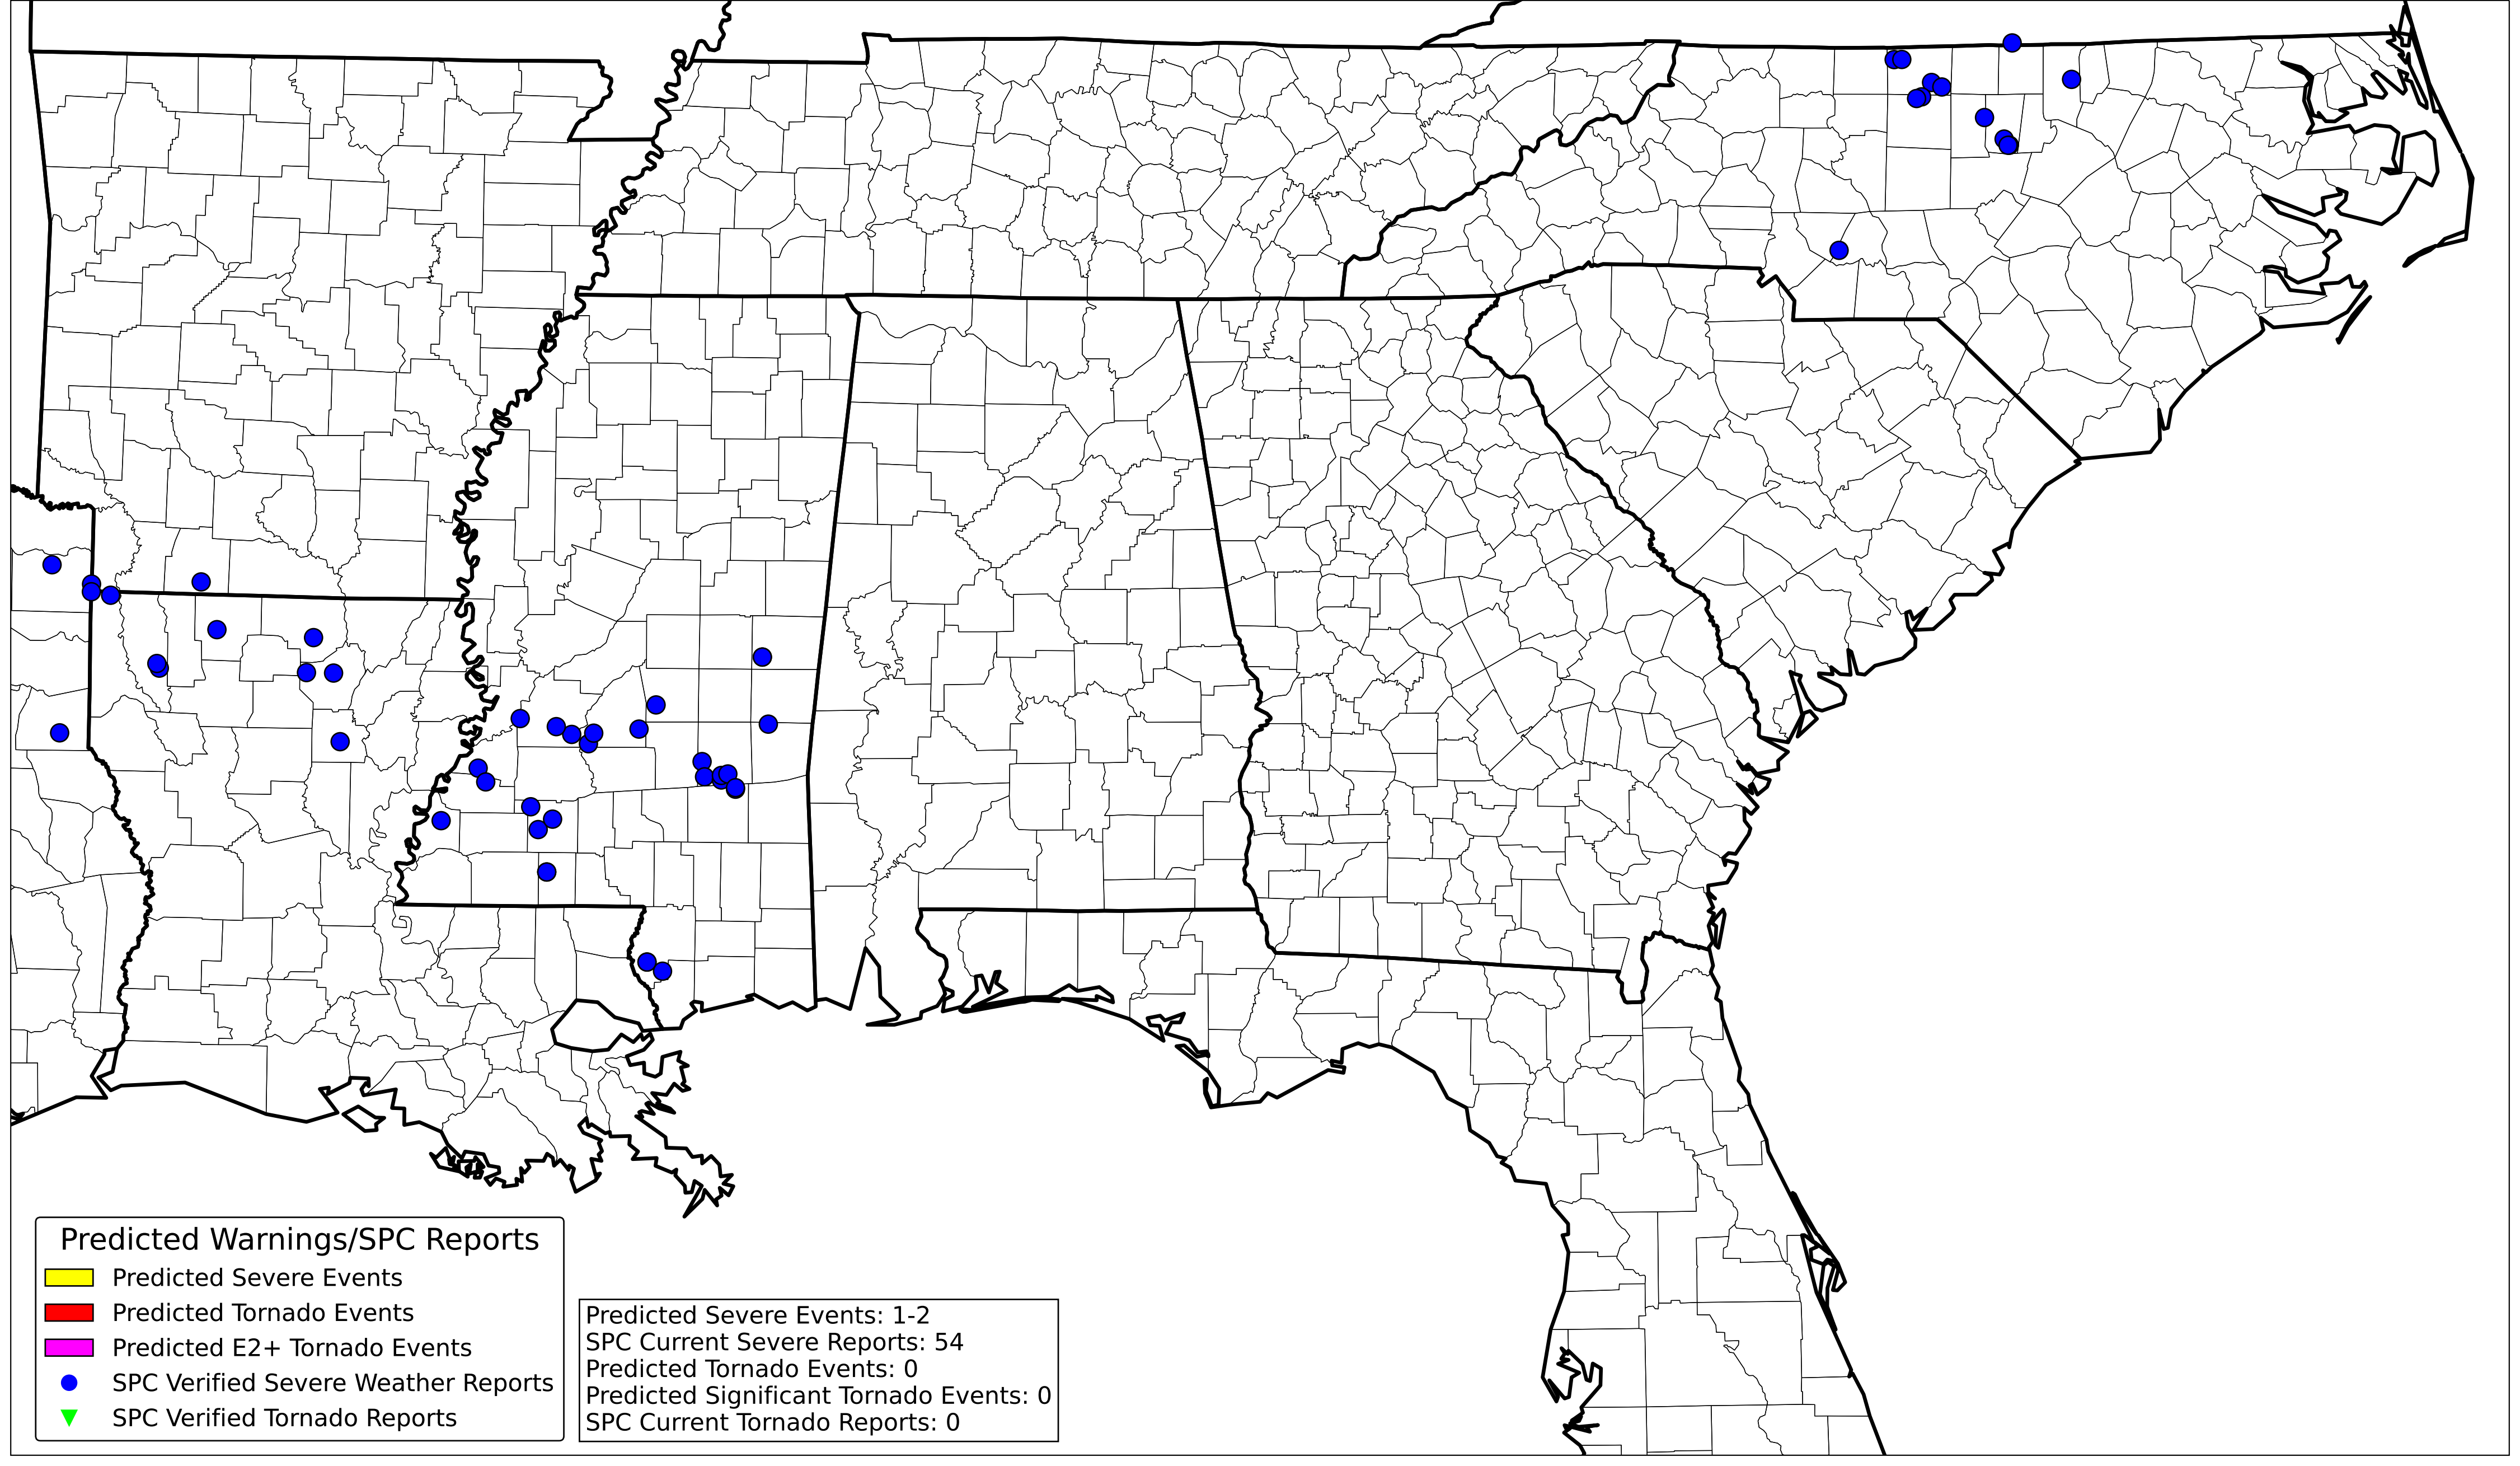 Predicted Warnings/SPC Reports
Predicted Severe Events
Predicted Tornado Events
Predicted E2+ Tornado Events
SPC Verified Severe Weather Reports
SPC Verified Tornado Reports
Predicted Severe Events: 1-2
SPC Current Severe Reports: 54
Predicted Tornado Events: 0
Predicted Significant Tornado Events: 0
SPC Current Tornado Reports: 0